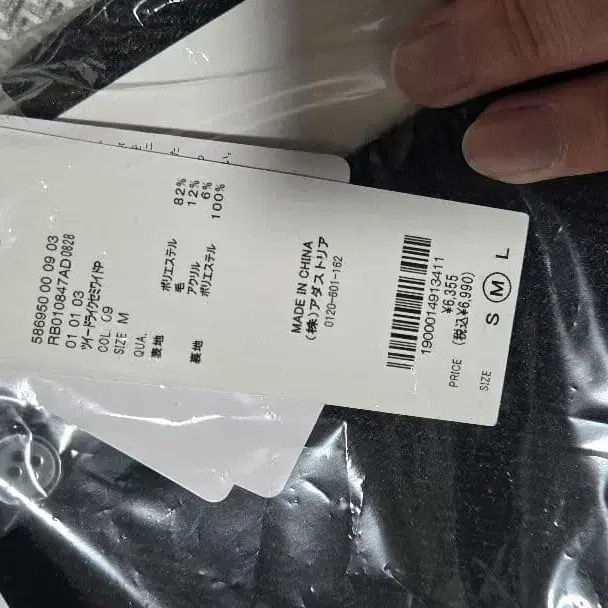 586950 00 09 03
RB010847AD0828
01 01 03
ツイードライクセミワイドP
COL. 09
SIZE M
QUA.
表地 ポリエステル 82%
毛 12%
アクリル 6%
裏地 ポリエステル 100%
MADE IN CHINA
(株)アダストリア
0120-601-162
1900014913411
PRICE ¥6,355
(税込¥6,990)
SIZE S M L